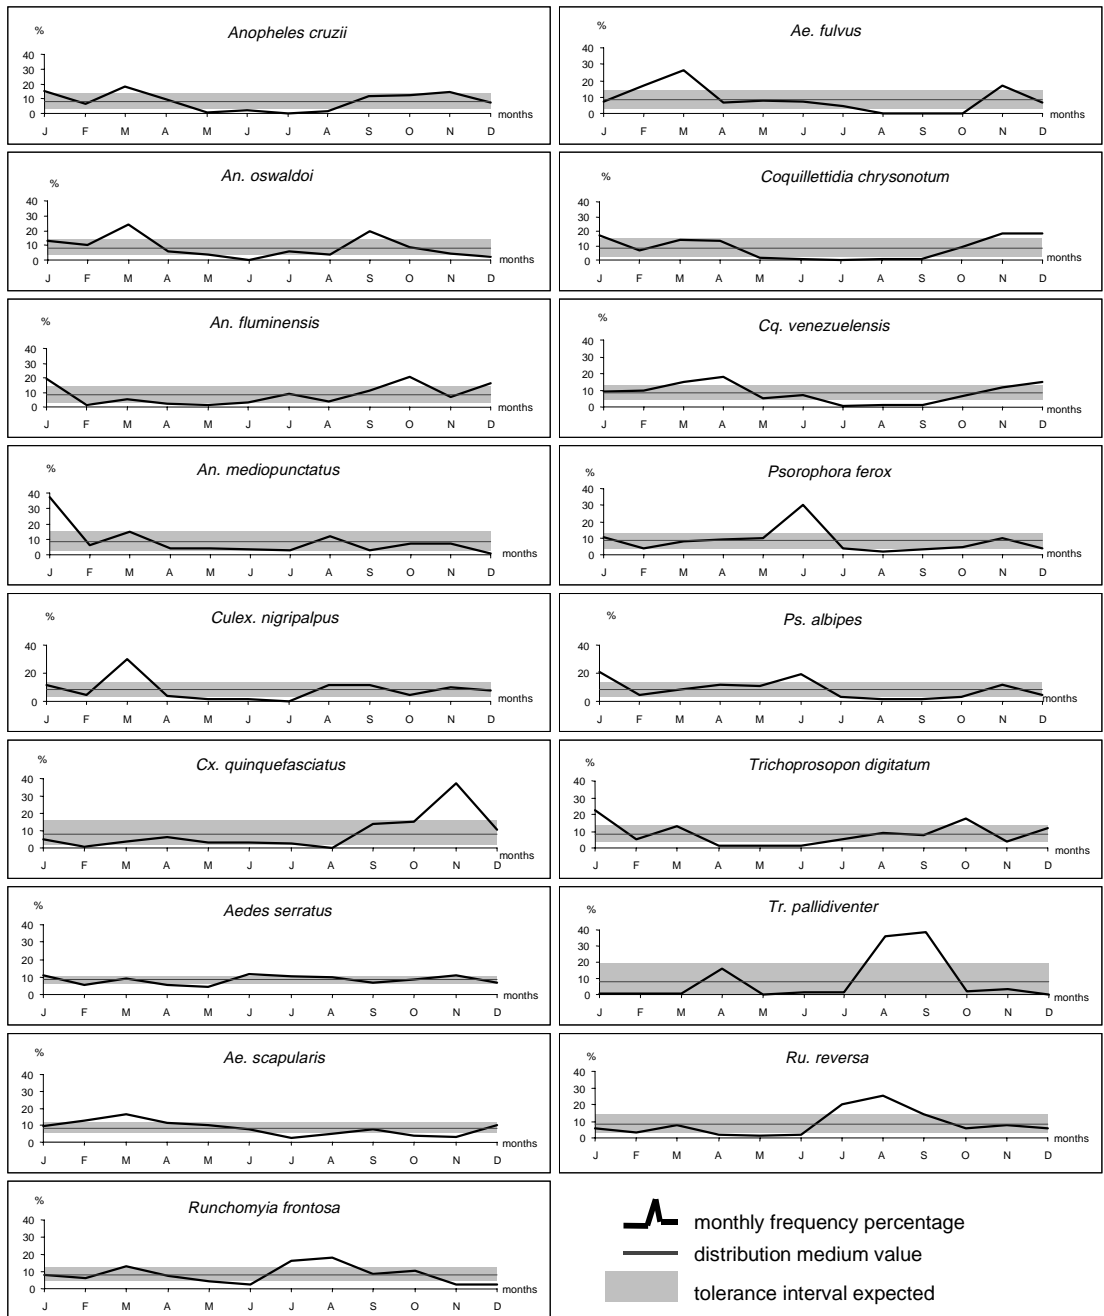 %
Anopheles cruzii
40
30
20
10
0
J F M A M J J A S O N D
months
%
Ae. fulvus
40
30
20
10
0
J F M A M J J A S O N D
months
%
An. oswaldoi
40
30
20
10
0
J F M A M J J A S O N D
months
%
Coquillettidia chrysonotum
40
30
20
10
0
J F M A M J J A S O N D
months
%
An. fluminensis
40
30
20
10
0
J F M A M J J A S O N D
months
%
Cq. venezuelensis
40
30
20
10
0
J F M A M J J A S O N D
months
%
An. mediopunctatus
40
30
20
10
0
J F M A M J J A S O N D
months
%
Psorophora ferox
40
30
20
10
0
J F M A M J J A S O N D
months
%
Culex. nigripalpus
40
20
0
J F M A M J J A S O N D
months
%
Ps. albipes
40
20
0
J F M A M J J A S O N D
months
%
Cx. quinquefasciatus
40
30
20
10
0
J F M A M J J A S O N D
months
%
Trichoprosopon digitatum
40
30
20
10
0
J F M A M J J A S O N D
months
%
Aedes serratus
40
30
20
10
0
J F M A M J J A S O N D
months
%
Tr. pallidiventer
40
30
20
10
0
J F M A M J J A S O N D
months
%
Ae. scapularis
40
30
20
10
0
J F M A M J J A S O N D
months
%
Ru. reversa
40
30
20
10
0
J F M A M J J A S O N D
months
%
Runchomyia frontosa
40
30
20
10
0
J F M A M J J A S O N D
months
monthly frequency percentage
distribution medium value
tolerance interval expected